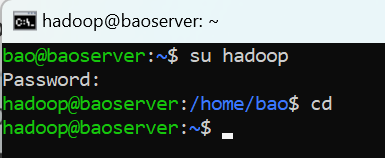 hadoop@baoserver: ~
bao@baoserver:~$ su hadoop
Password:
hadoop@baoserver:/home/bao$ cd
hadoop@baoserver:~$